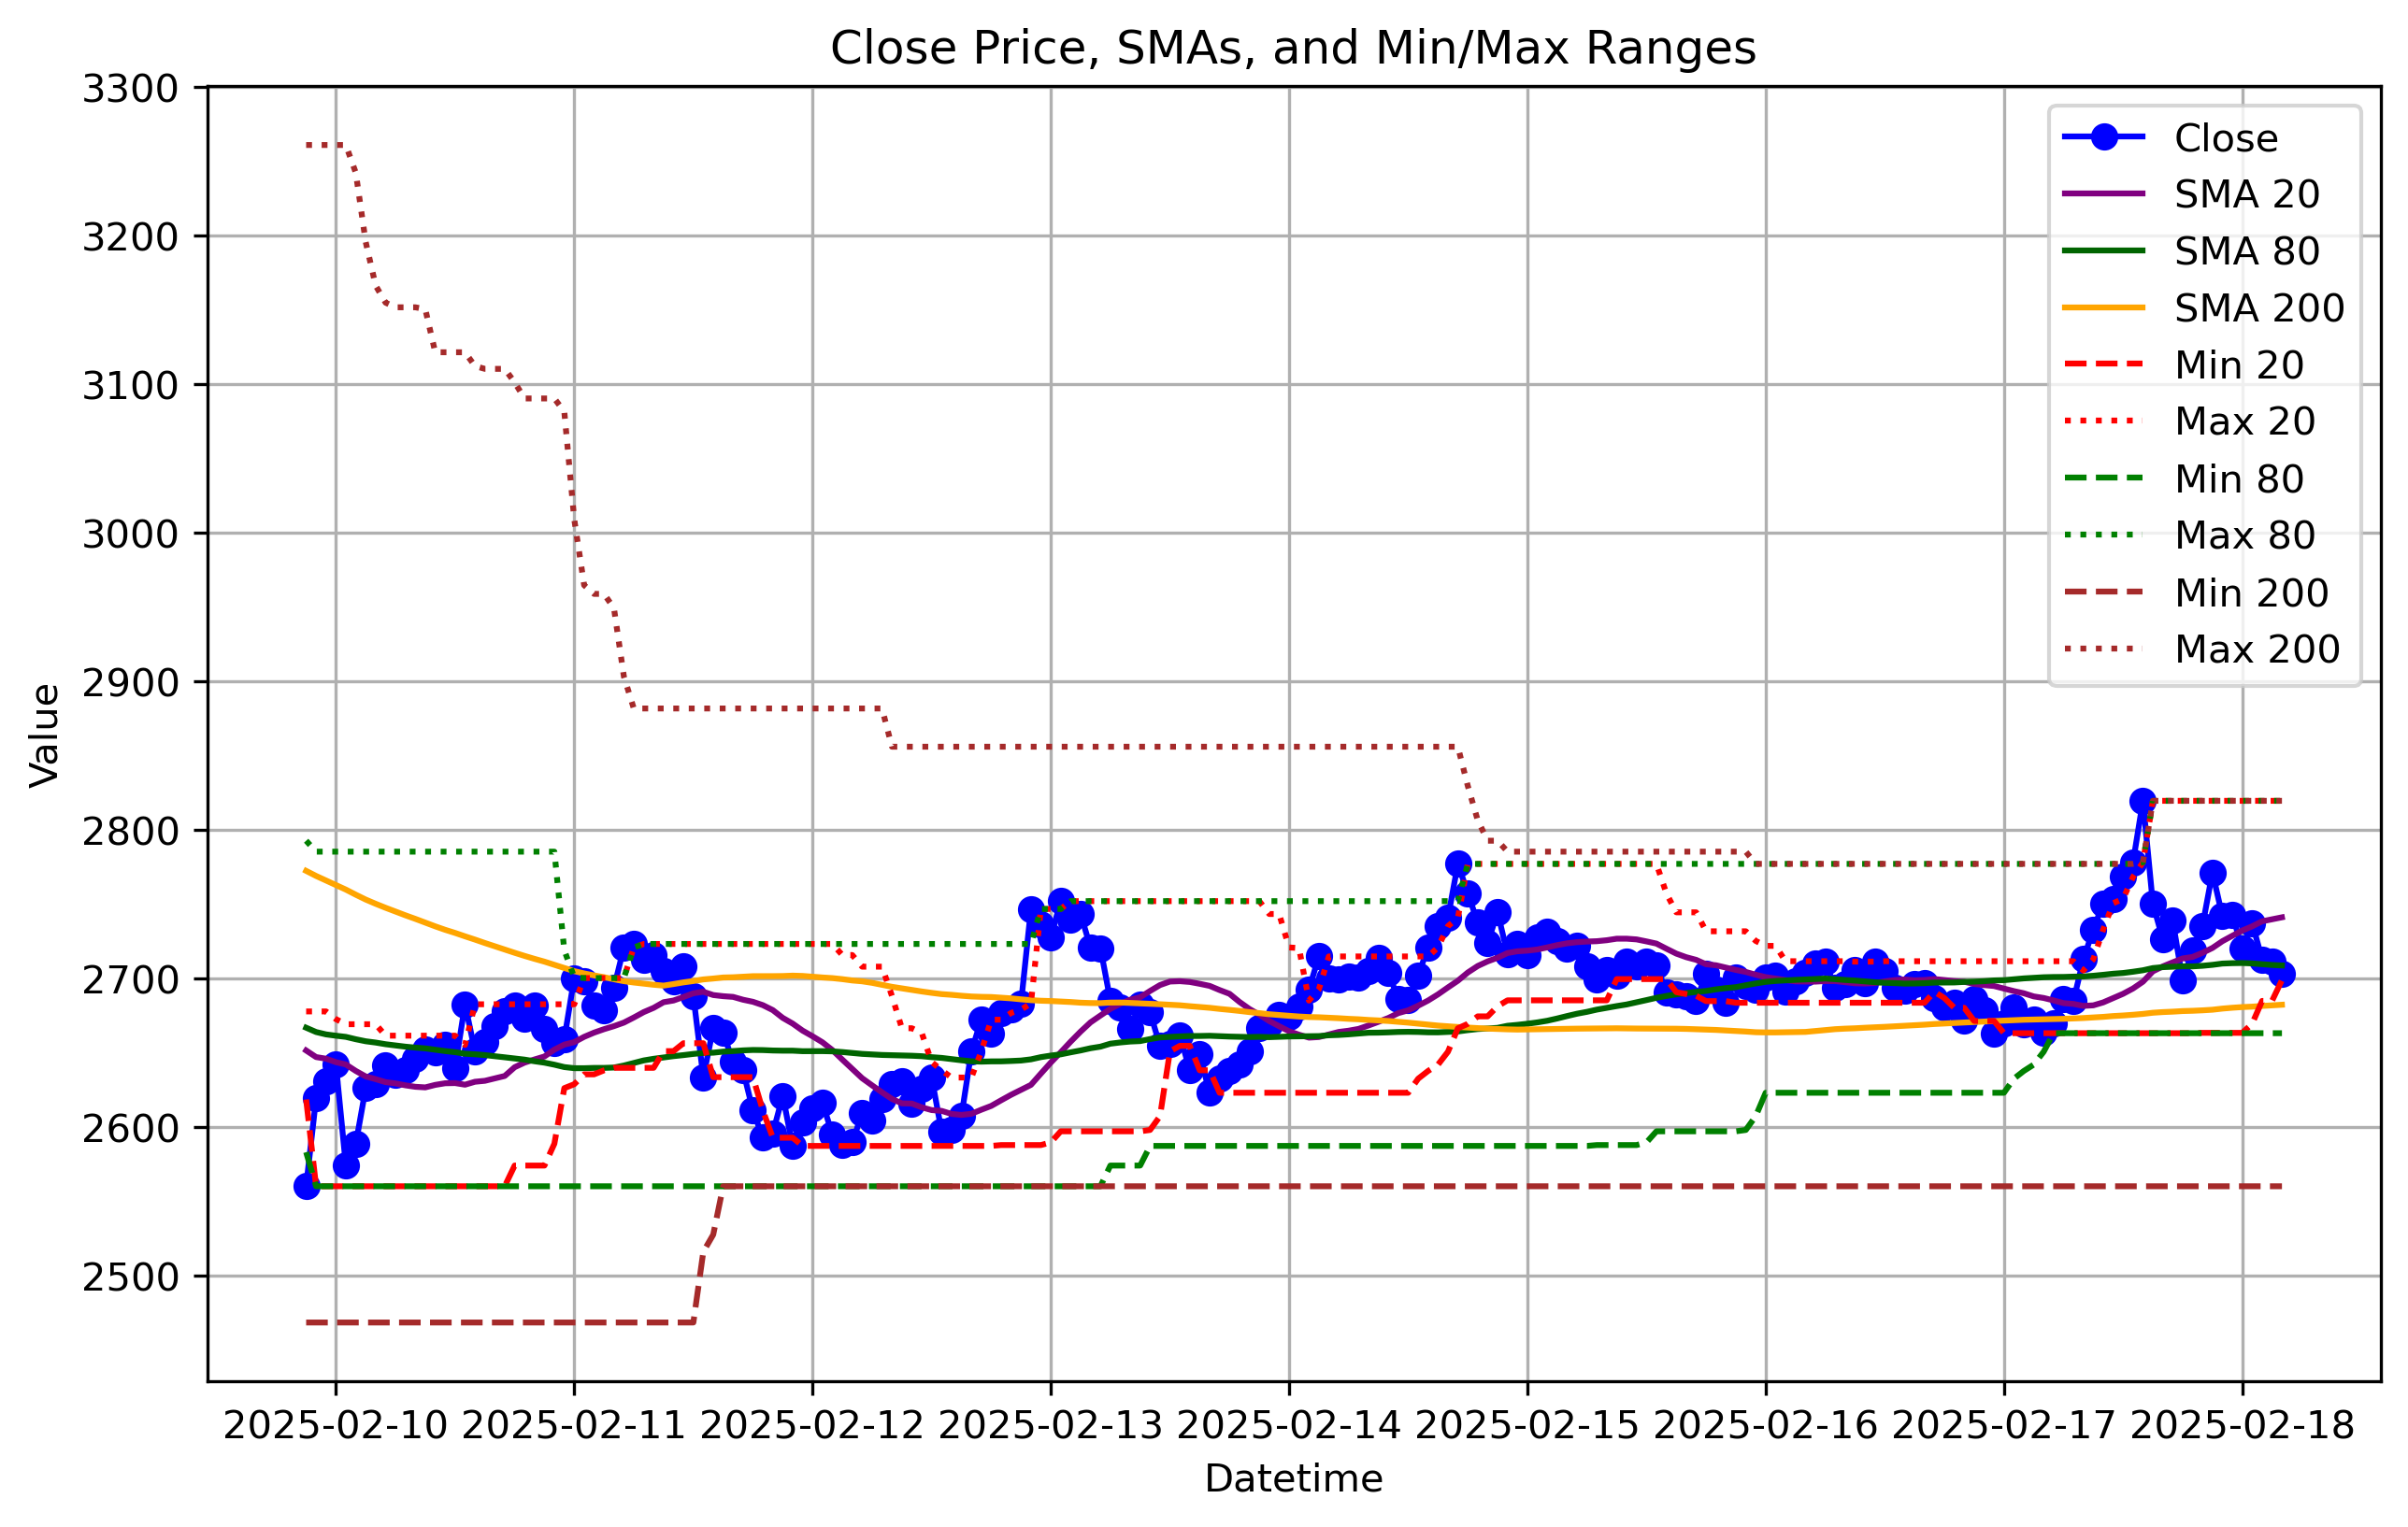 Close Price, SMAs, and Min/Max Ranges
3300
3200
3100
3000
2900
2800
2700
2600
2500
Value
Close
SMA 20
SMA 80
SMA 200
Min 20
Max 20
Min 80
Max 80
Min 200
Max 200
2025-02-10 2025-02-11 2025-02-12 2025-02-13 2025-02-14 2025-02-15 2025-02-16 2025-02-17 2025-02-18
Datetime